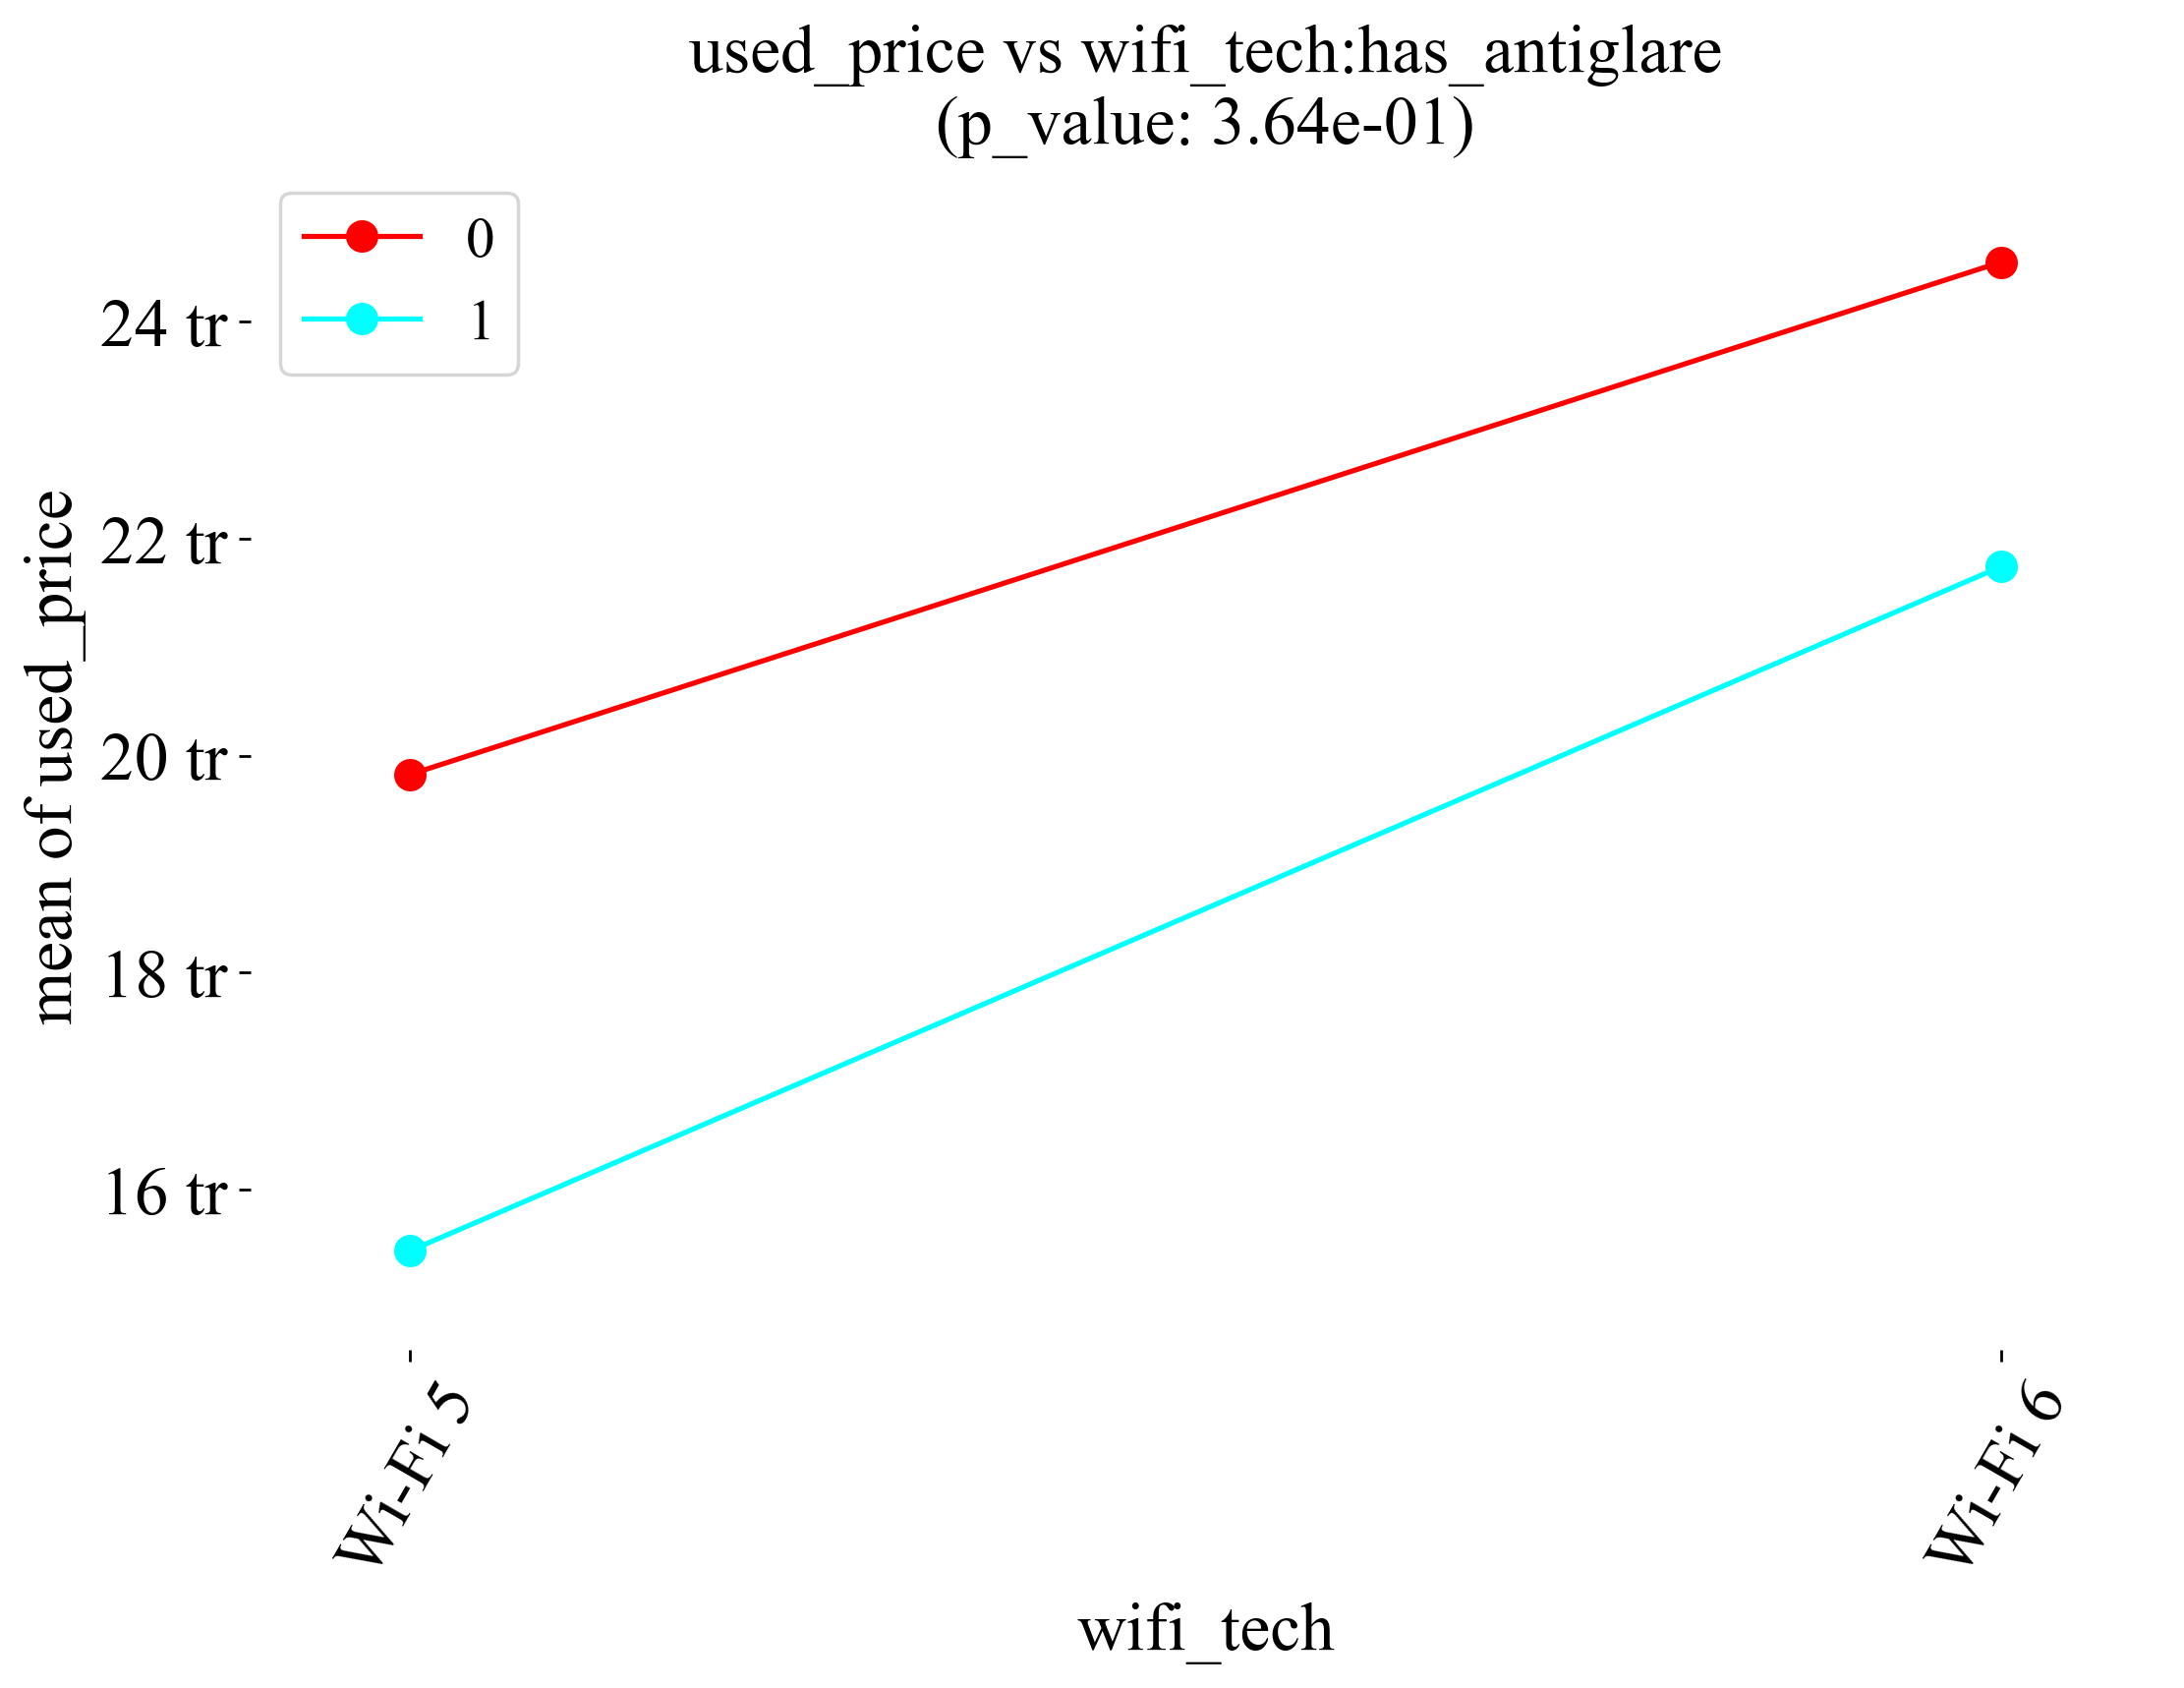 used_price vs wifi_tech:has_antiglare
(p_value: 3.64e-01)
0
1
24 tr
22 tr
20 tr
18 tr
16 tr
mean of used_price
Wi-Fi 5
Wi-Fi 6
wifi_tech